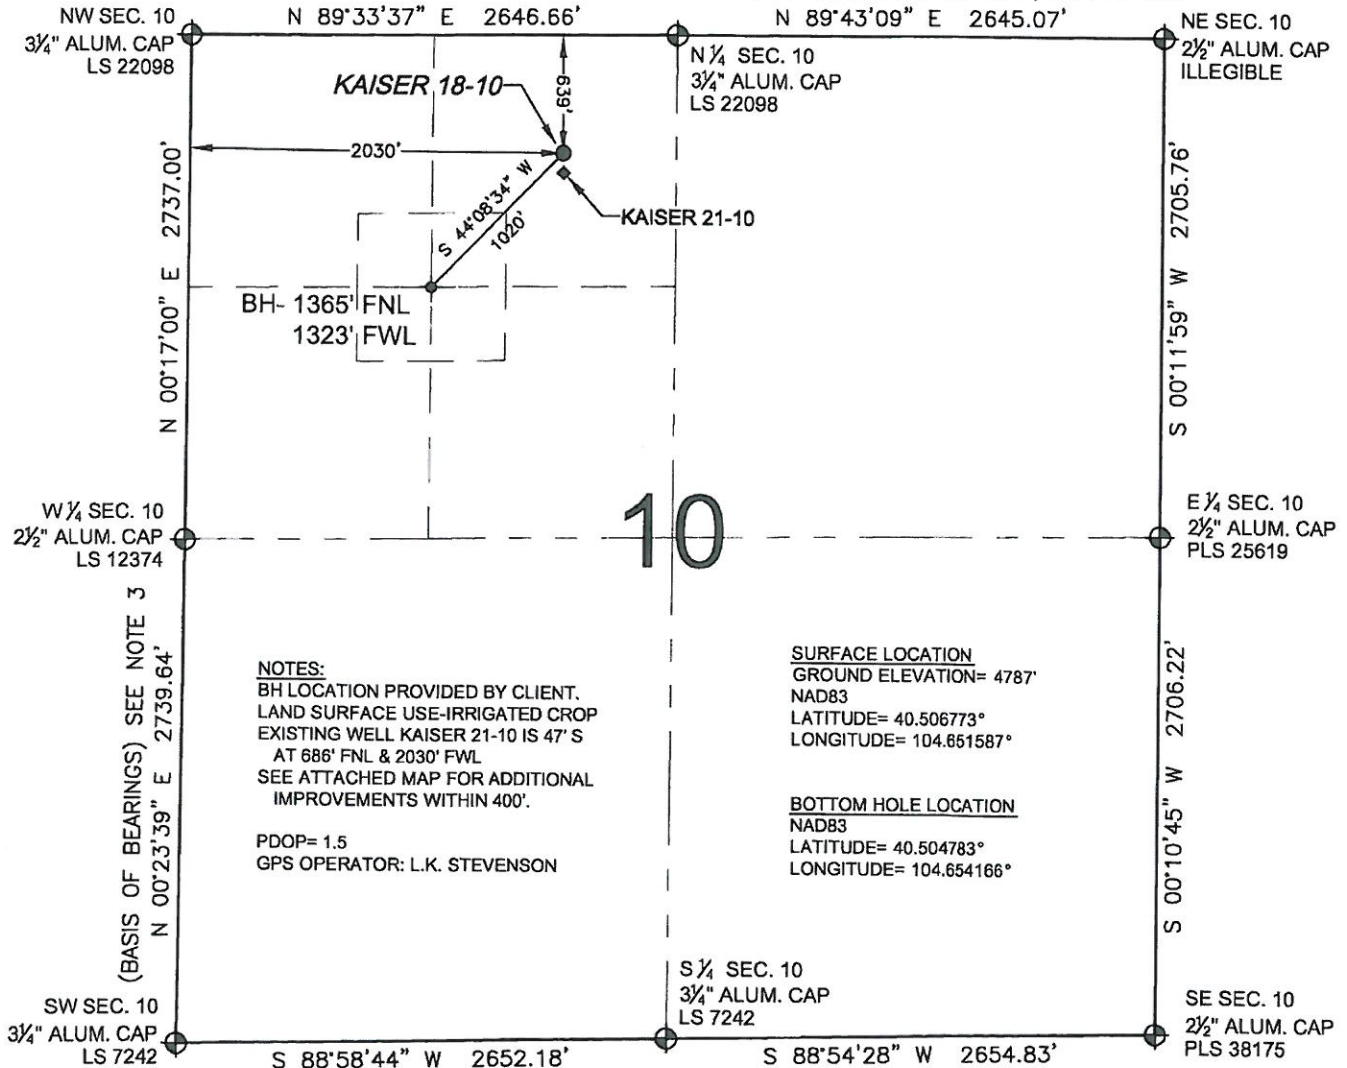 N 89°33'37" E 2646.66'
N 89°43'09" E 2645.07'
NW SEC. 10
3¼" ALUM. CAP
LS 22098
N ¼ SEC. 10
3¼" ALUM. CAP
LS 22098
NE SEC. 10
2½" ALUM. CAP
ILLEGIBLE
KAISER 18-10
639'
2030'
KAISER 21-10
S 44°08'34" W
1020'
BH- 1365' FNL
1323' FWL
N 00°17'00" E 2737.00'
S 00°11'59" W 2705.76'
W ¼ SEC. 10
2½" ALUM. CAP
LS 12374
10
E ¼ SEC. 10
2½" ALUM. CAP
PLS 25619
(BASIS OF BEARINGS) SEE NOTE 3
N 00°23'39" E 2739.64'
NOTES:
BH LOCATION PROVIDED BY CLIENT.
LAND SURFACE USE-IRRIGATED CROP
EXISTING WELL KAISER 21-10 IS 47' S
AT 686' FNL & 2030' FWL
SEE ATTACHED MAP FOR ADDITIONAL
IMPROVEMENTS WITHIN 400'.
PDOP= 1.5
GPS OPERATOR: L.K. STEVENSON
SURFACE LOCATION
GROUND ELEVATION= 4787'
NAD83
LATITUDE= 40.506773°
LONGITUDE= 104.651587°
BOTTOM HOLE LOCATION
NAD83
LATITUDE= 40.504783°
LONGITUDE= 104.654166°
S 00°10'45" W 2706.22'
SW SEC. 10
3¼" ALUM. CAP
LS 7242
S ¼ SEC. 10
3¼" ALUM. CAP
LS 7242
SE SEC. 10
2½" ALUM. CAP
PLS 38175
S 88°58'44" W 2652.18'
S 88°54'28" W 2654.83'